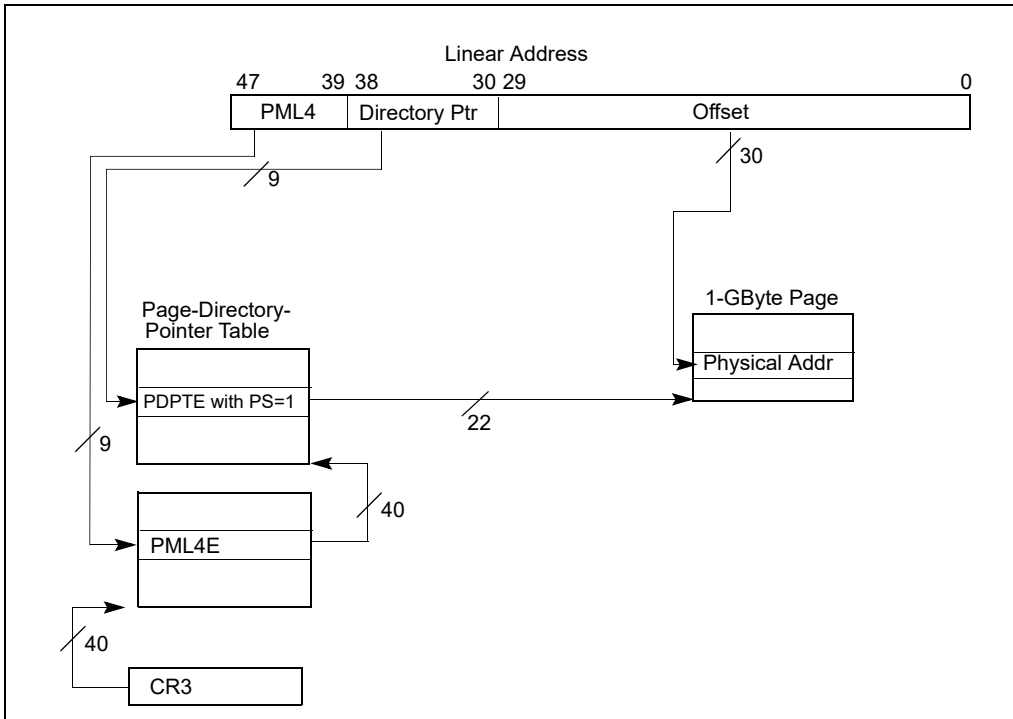 Linear Address
47 39 38 30 29 0
PML4 Directory Ptr Offset
9
30
Page-Directory-
Pointer Table
1-GByte Page
Physical Addr
PDPTE with PS=1
22
9
40
PML4E
40
CR3